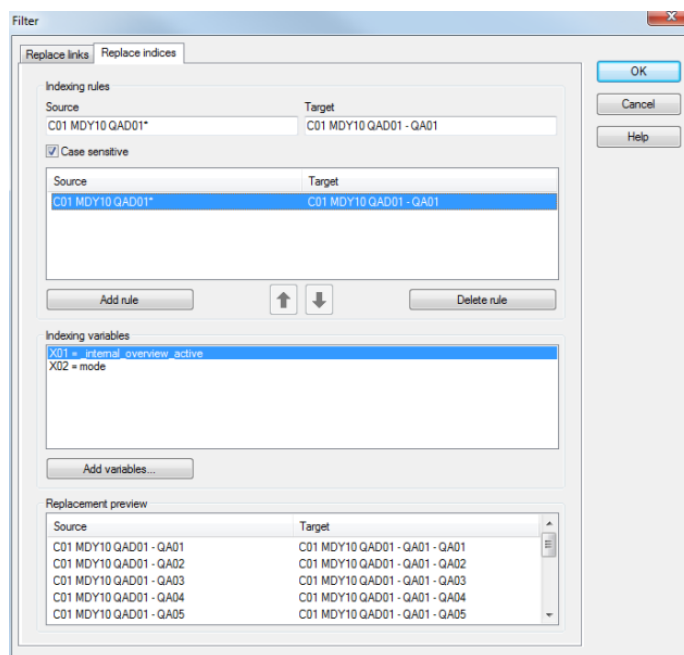 Filter
Replace links Replace indices
Indexing rules
Source Target
C01 MDY10 QAD01* C01 MDY10 QAD01 - QA01
Case sensitive
Source Target
C01 MDY10 QAD01* C01 MDY10 QAD01 - QA01
Add rule Delete rule
Indexing variables
X01 = _internal_overview_active
X02 = mode
Add variables...
Replacement preview
Source Target
C01 MDY10 QAD01 - QA01 C01 MDY10 QAD01 - QA01 - QA01
C01 MDY10 QAD01 - QA02 C01 MDY10 QAD01 - QA01 - QA02
C01 MDY10 QAD01 - QA03 C01 MDY10 QAD01 - QA01 - QA03
C01 MDY10 QAD01 - QA04 C01 MDY10 QAD01 - QA01 - QA04
C01 MDY10 QAD01 - QA05 C01 MDY10 QAD01 - QA01 - QA05
OK
Cancel
Help